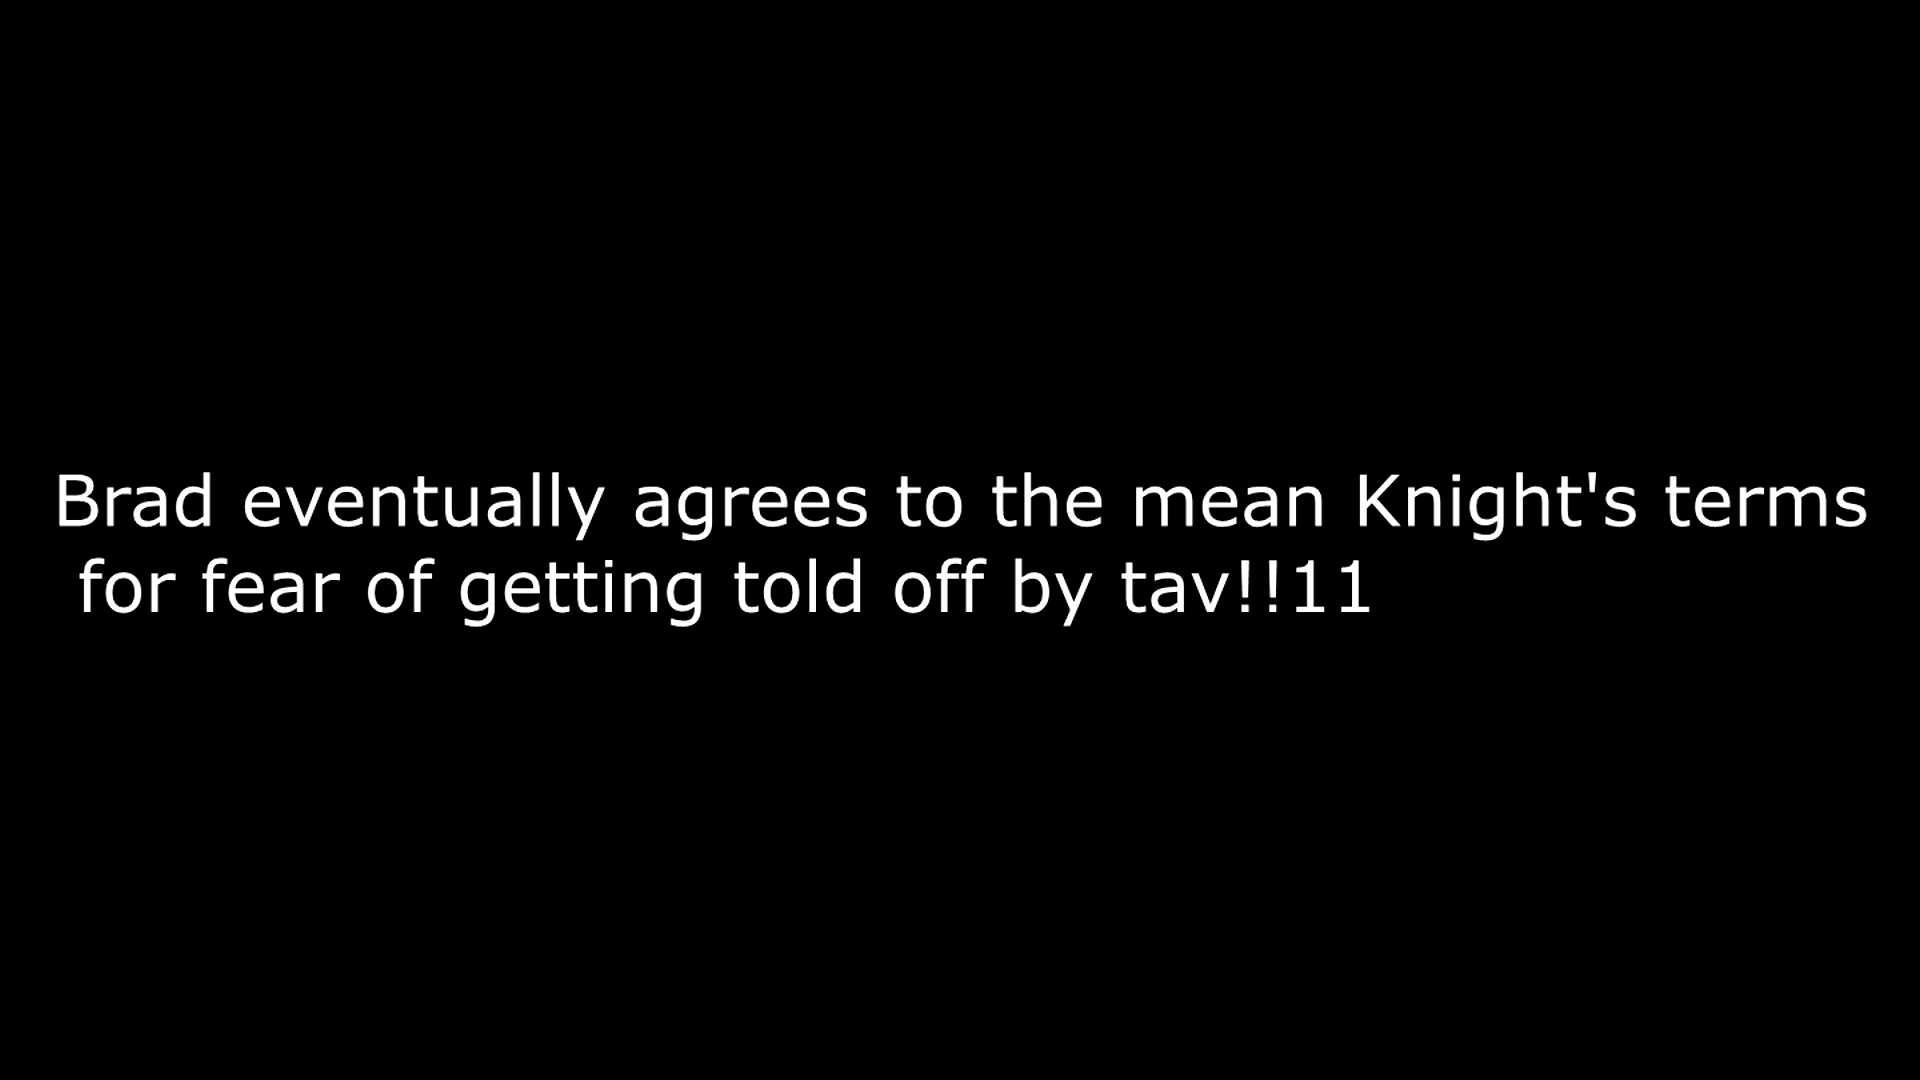 Brad eventually agrees to the mean Knight's terms
for fear of getting told off by tav!!11